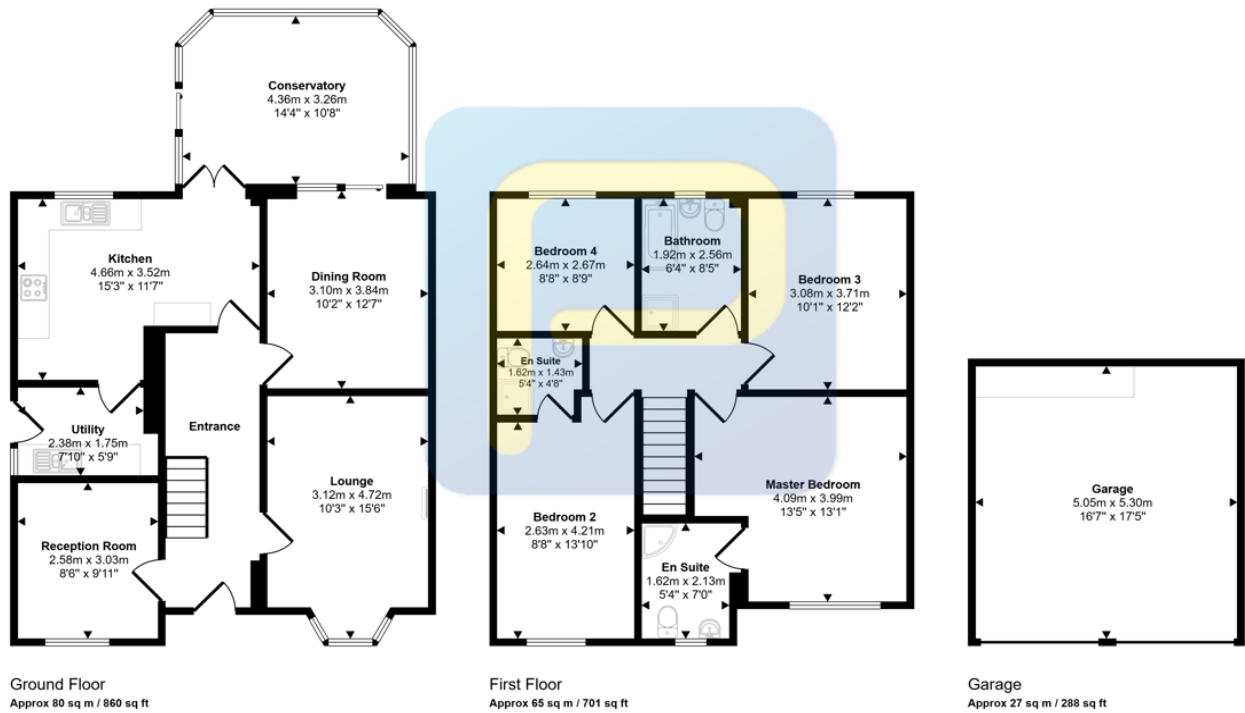 Conservatory
4.36m x 3.26m
14'4" x 10'8"
Kitchen
4.66m x 3.52m
15'3" x 11'7"
Dining Room
3.10m x 3.84m
10'2" x 12'7"
Utility
2.38m x 1.75m
7'10" x 5'9"
Entrance
Lounge
3.12m x 4.72m
10'3" x 15'6"
Reception Room
2.58m x 3.03m
8'6" x 9'11"
Ground Floor
Approx 80 sq m / 860 sq ft
Bedroom 4
2.64m x 2.67m
8'8" x 8'9"
Bathroom
1.92m x 2.56m
6'4" x 8'5"
Bedroom 3
3.08m x 3.71m
10'1" x 12'2"
En Suite
1.62m x 1.43m
5'4" x 4'8"
Master Bedroom
4.09m x 3.99m
13'5" x 13'1"
Bedroom 2
2.63m x 4.21m
8'8" x 13'10"
En Suite
1.62m x 2.13m
5'4" x 7'0"
First Floor
Approx 65 sq m / 701 sq ft
Garage
5.05m x 5.30m
16'7" x 17'5"
Garage
Approx 27 sq m / 288 sq ft